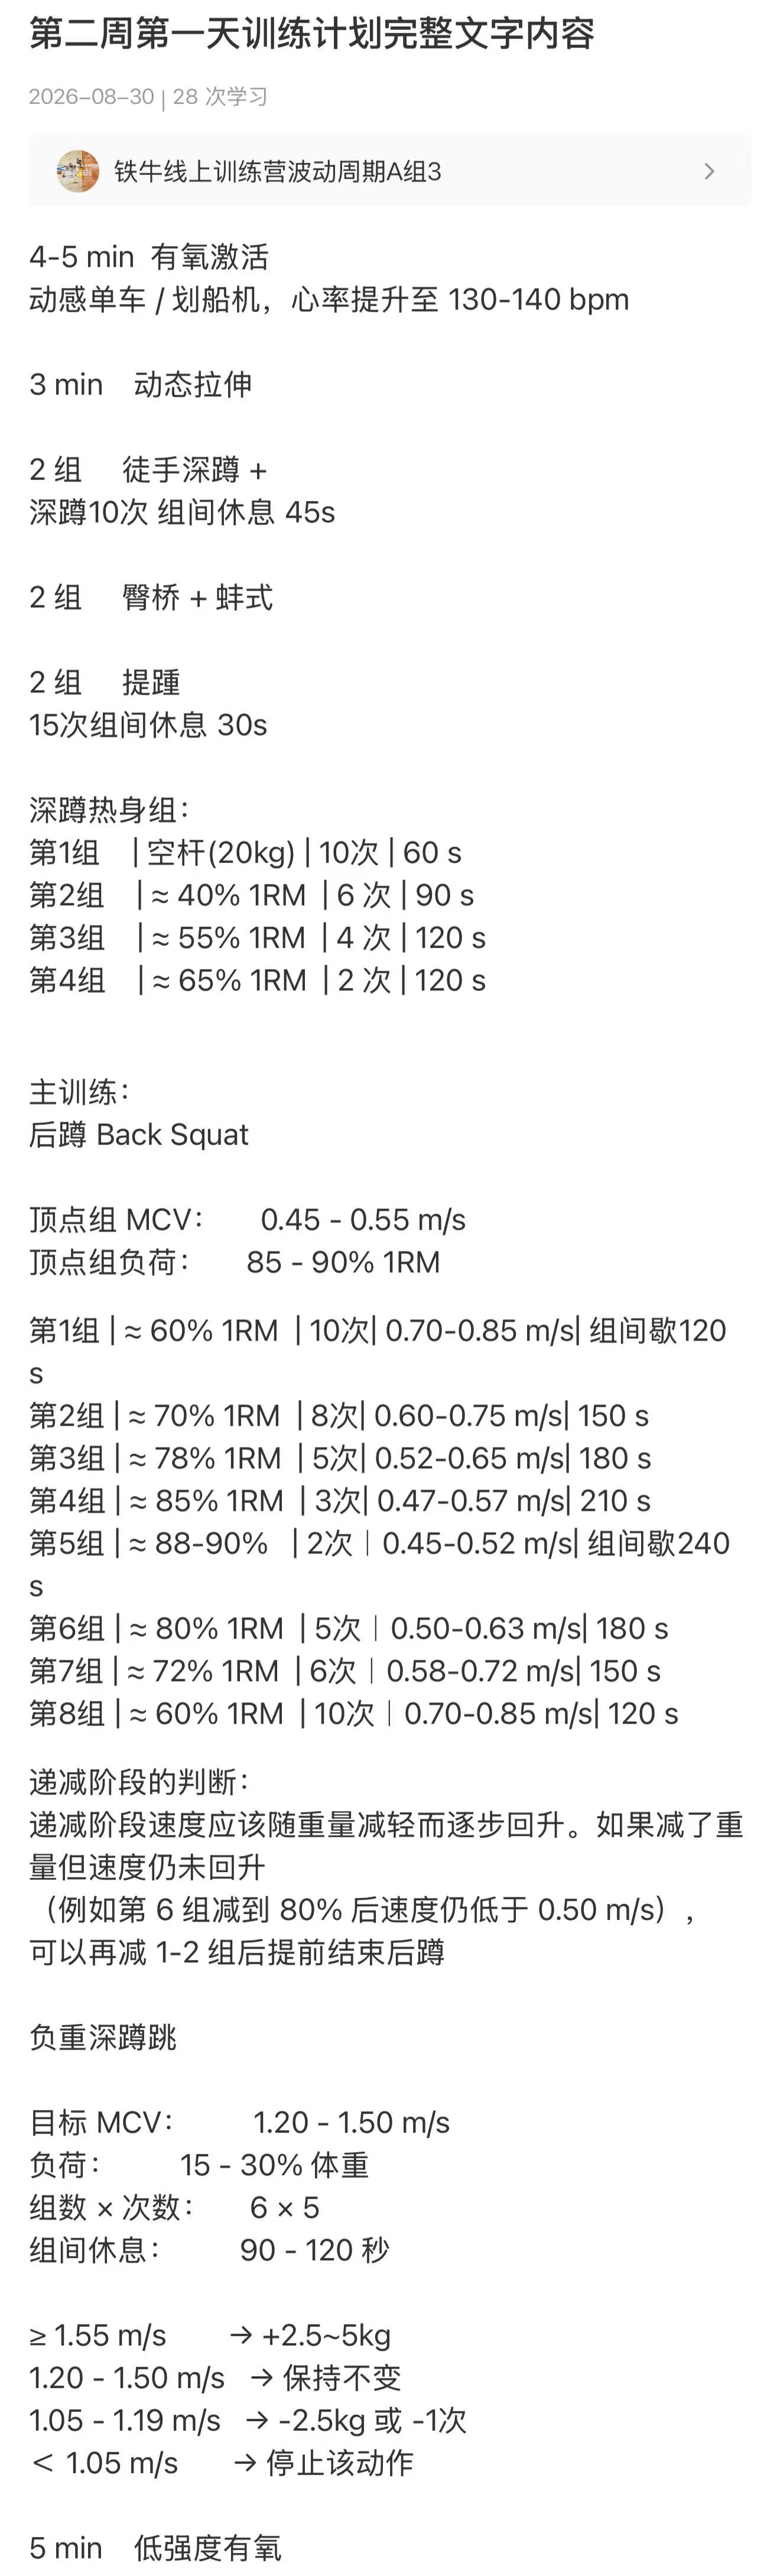 第二周第一天训练计划完整文字内容
2026-08-30 | 28 次学习
铁牛线上训练营波动周期A组3
4-5 min 有氧激活
动感单车 / 划船机，心率提升至 130-140 bpm
3 min 动态拉伸
2 组 徒手深蹲 +
深蹲10次 组间休息 45s
2 组 臀桥 + 蚌式
2 组 提踵
15次组间休息 30s
深蹲热身组：
第1组 | 空杆(20kg) | 10次 | 60 s
第2组 | ≈ 40% 1RM | 6 次 | 90 s
第3组 | ≈ 55% 1RM | 4 次 | 120 s
第4组 | ≈ 65% 1RM | 2 次 | 120 s
主训练：
后蹲 Back Squat
顶点组 MCV： 0.45 - 0.55 m/s
顶点组负荷： 85 - 90% 1RM
第1组 | ≈ 60% 1RM | 10次| 0.70-0.85 m/s| 组间歇120
s
第2组 | ≈ 70% 1RM | 8次| 0.60-0.75 m/s| 150 s
第3组 | ≈ 78% 1RM | 5次| 0.52-0.65 m/s| 180 s
第4组 | ≈ 85% 1RM | 3次| 0.47-0.57 m/s| 210 s
第5组 | ≈ 88-90% | 2次｜0.45-0.52 m/s| 组间歇240
s
第6组 | ≈ 80% 1RM | 5次｜0.50-0.63 m/s| 180 s
第7组 | ≈ 72% 1RM | 6次｜0.58-0.72 m/s| 150 s
第8组 | ≈ 60% 1RM | 10次｜0.70-0.85 m/s| 120 s
递减阶段的判断：
递减阶段速度应该随重量减轻而逐步回升。如果减了重
量但速度仍未回升
（例如第 6 组减到 80% 后速度仍低于 0.50 m/s），
可以再减 1-2 组后提前结束后蹲
负重深蹲跳
目标 MCV： 1.20 - 1.50 m/s
负荷： 15 - 30% 体重
组数 × 次数： 6 × 5
组间休息： 90 - 120 秒
≥ 1.55 m/s → +2.5~5kg
1.20 - 1.50 m/s → 保持不变
1.05 - 1.19 m/s → -2.5kg 或 -1次
＜ 1.05 m/s → 停止该动作
5 min 低强度有氧